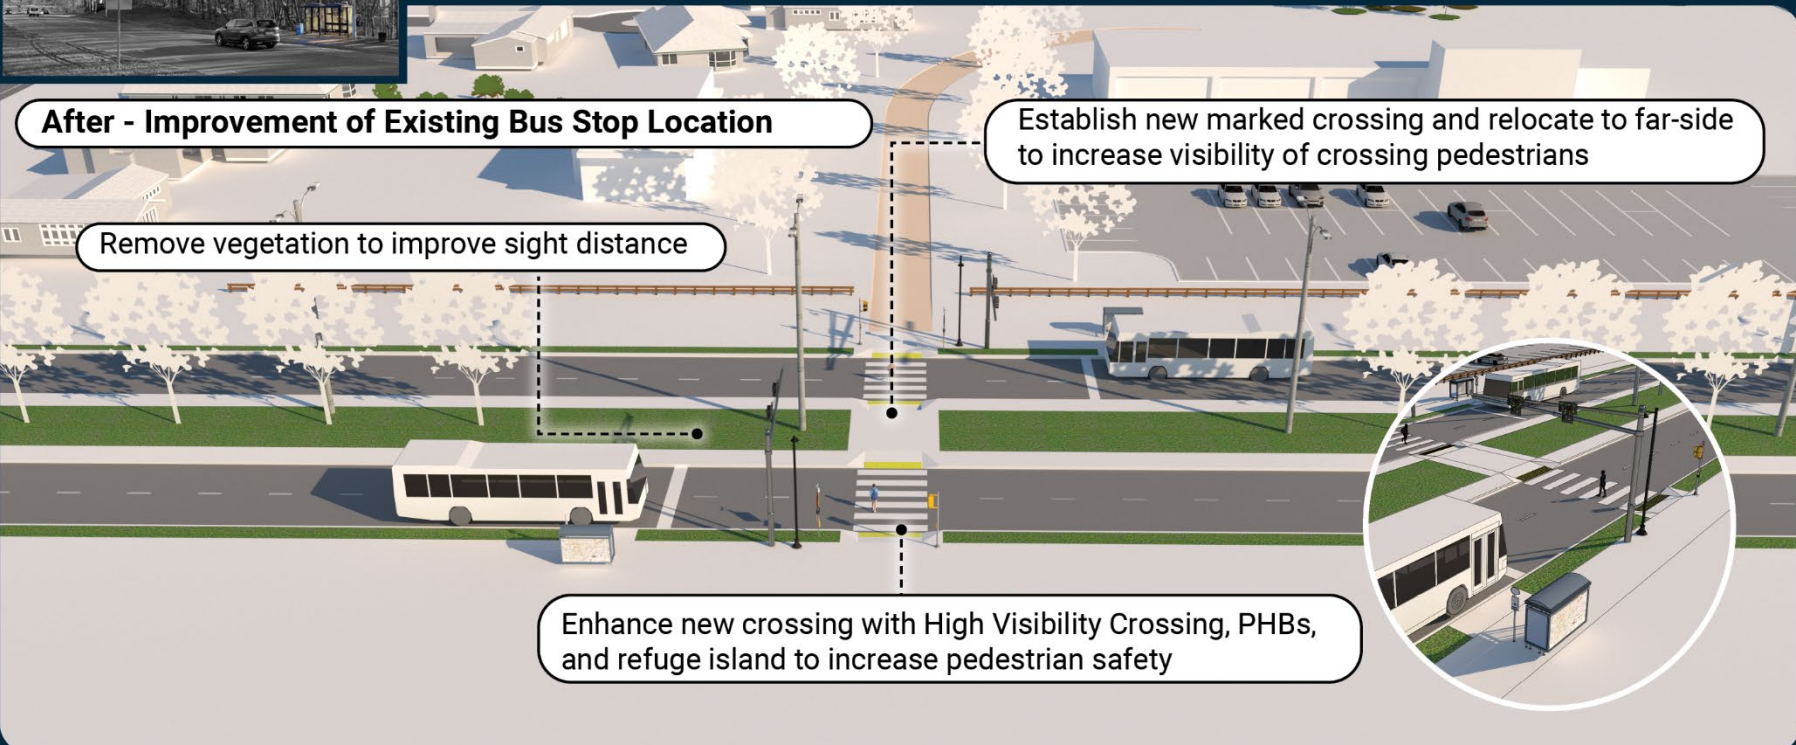 After - Improvement of Existing Bus Stop Location
Establish new marked crossing and relocate to far-side
to increase visibility of crossing pedestrians
Remove vegetation to improve sight distance
Enhance new crossing with High Visibility Crossing, PHBs,
and refuge island to increase pedestrian safety